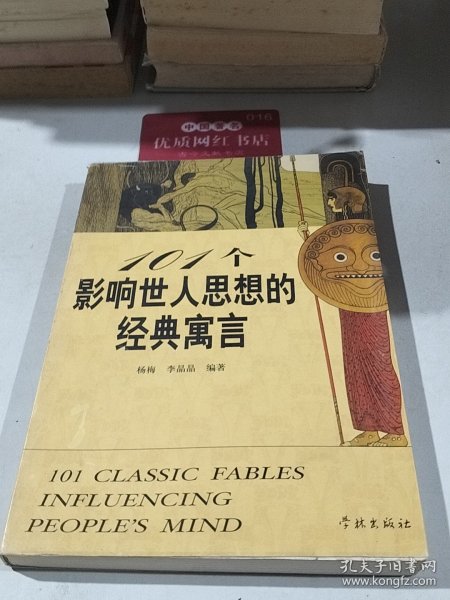 016
中国著名
优质网红书店
101个
影响世人思想的
经典寓言
杨梅 李晶晶 编著
101 CLASSIC FABLES
INFLUENCING
PEOPLE'S MIND
学林出版社
孔夫子旧书网
www.kongfz.com